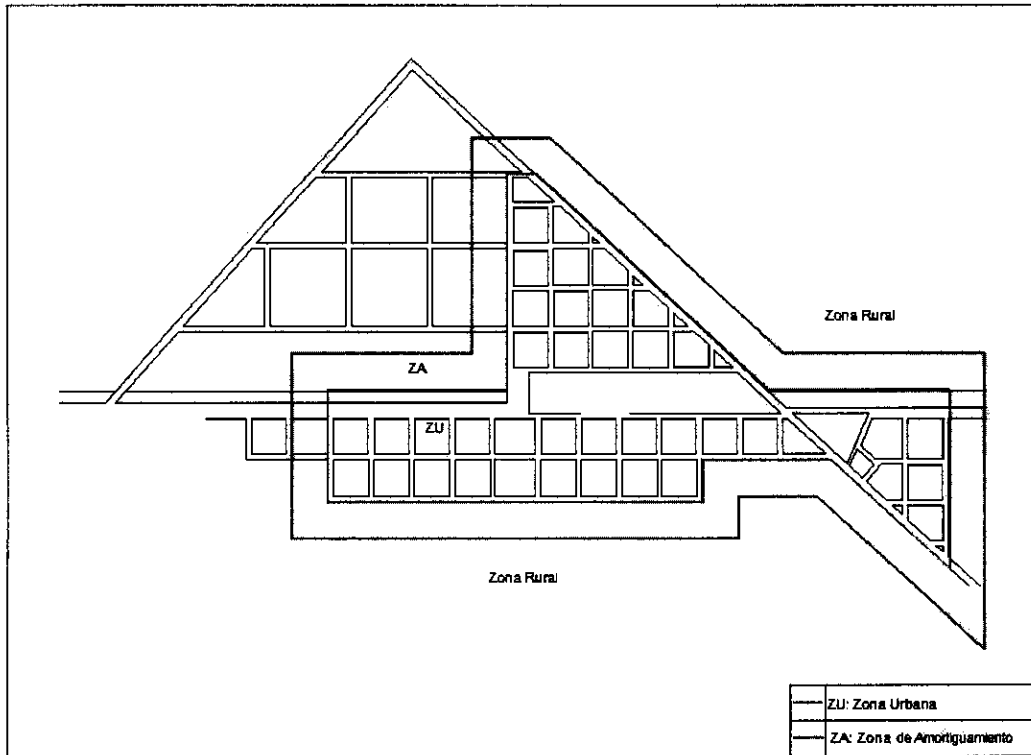 Zona Rural
ZA
ZU
Zona Rural
ZU: Zona Urbana
ZA: Zona de Amortiguamiento